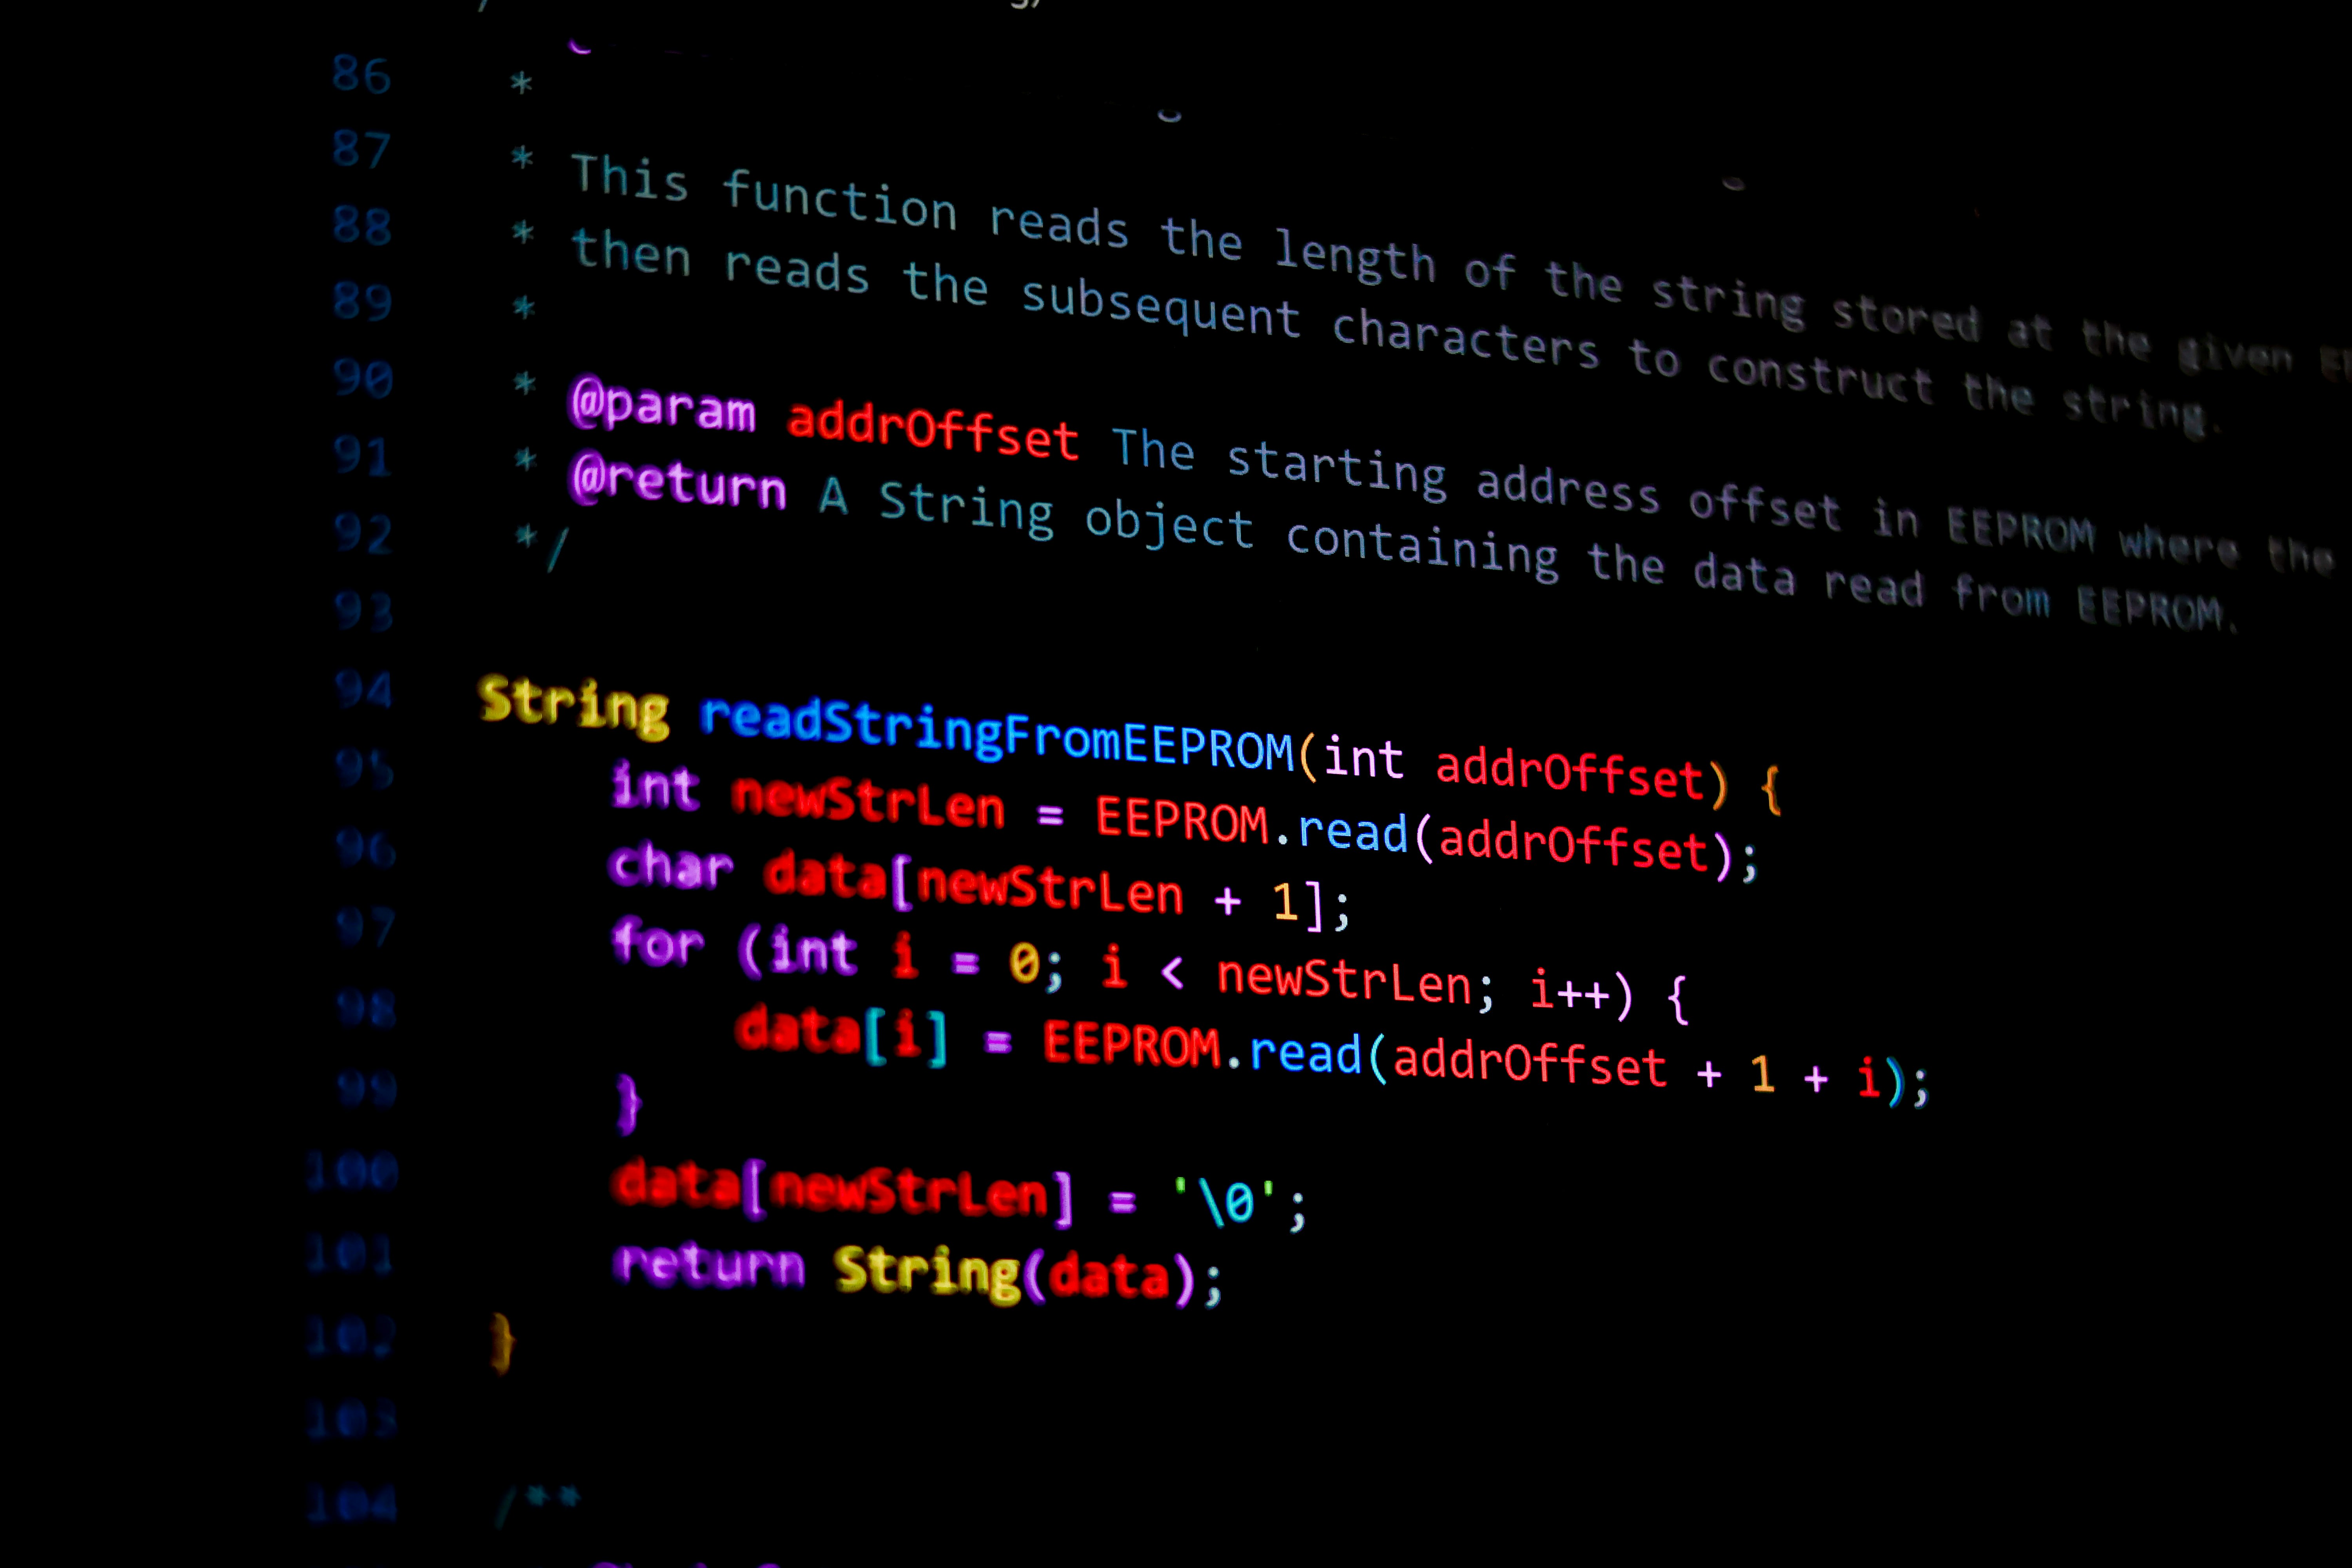 86 *
87 * This function reads the length of the string stored at the given
88 * then reads the subsequent characters to construct the string.
89 *
90 * @param addrOffset The starting address offset in EEPROM where the
91 * @return A String object containing the data read from EEPROM.
92 */
93
94 String readStringFromEEPROM(int addrOffset) {
95 int newStrLen = EEPROM.read(addrOffset);
96 char data[newStrLen + 1];
97 for (int i = 0; i < newStrLen; i++) {
98 data[i] = EEPROM.read(addrOffset + 1 + i);
99 }
100 data[newStrLen] = '\0';
101 return String(data);
102 }
103
104 /**